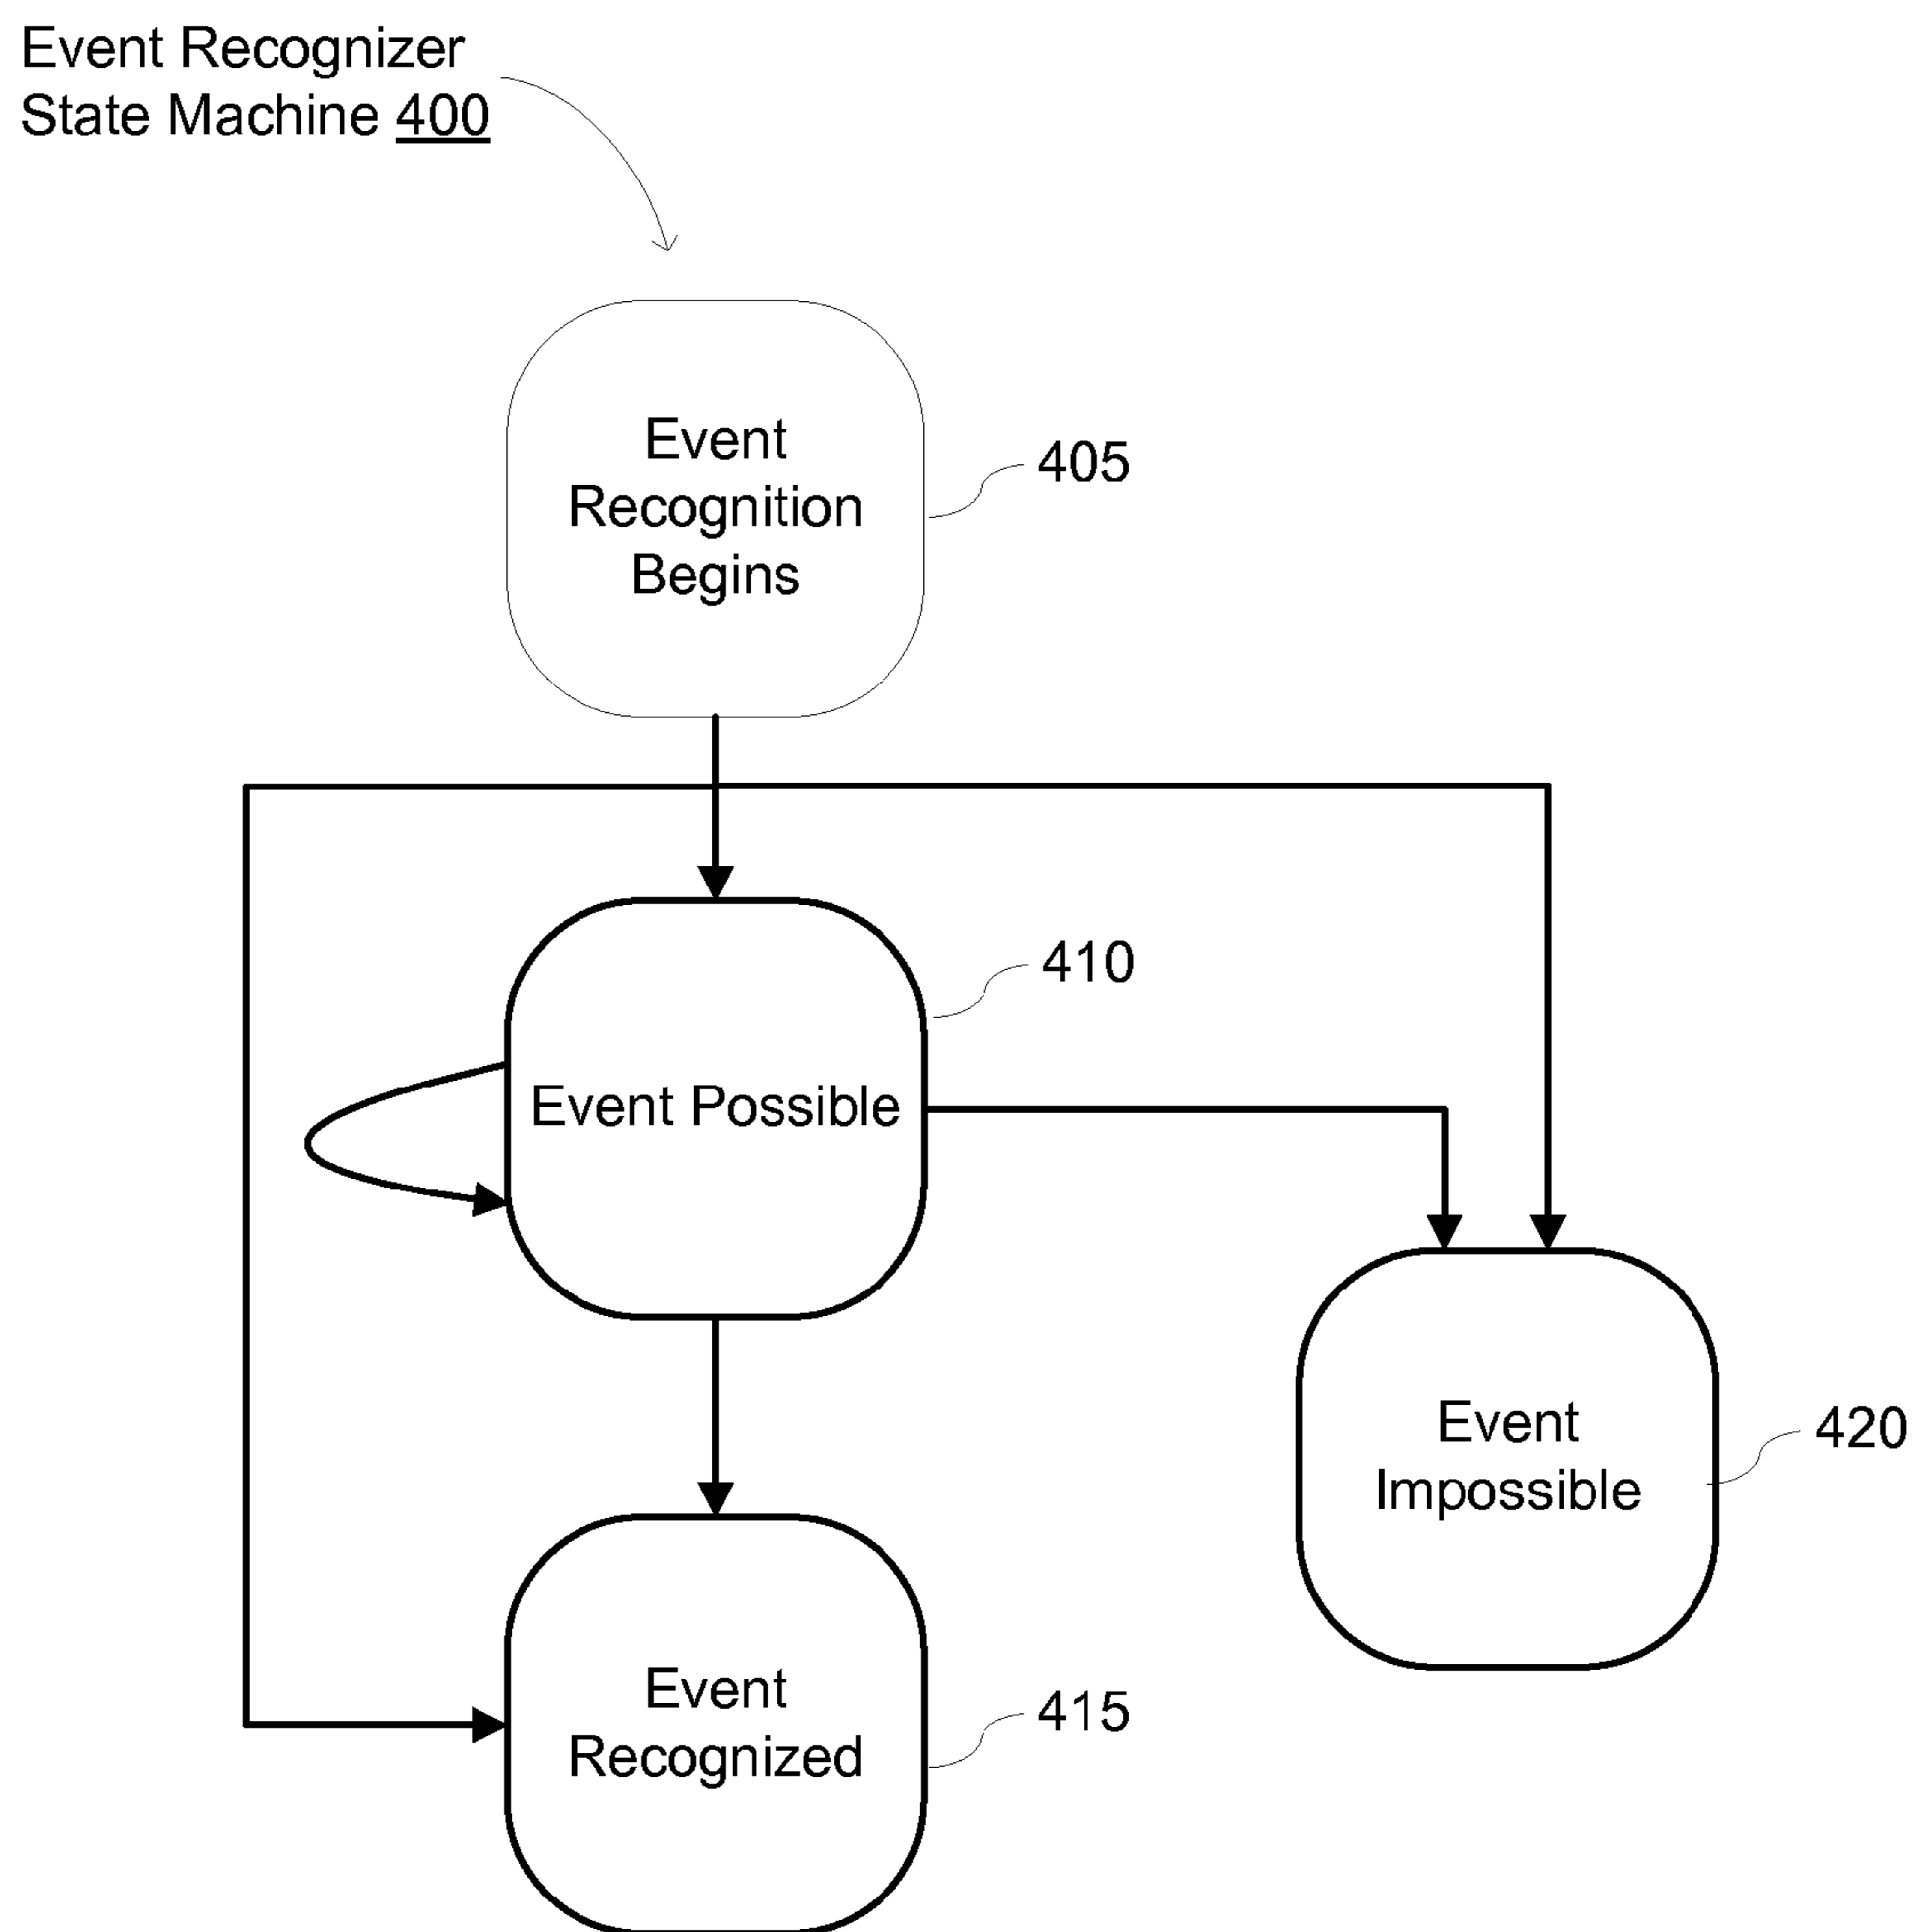 Event Recognizer
State Machine 400
Event
Recognition
Begins
405
410
Event Possible
Event
Impossible
420
Event
Recognized
415